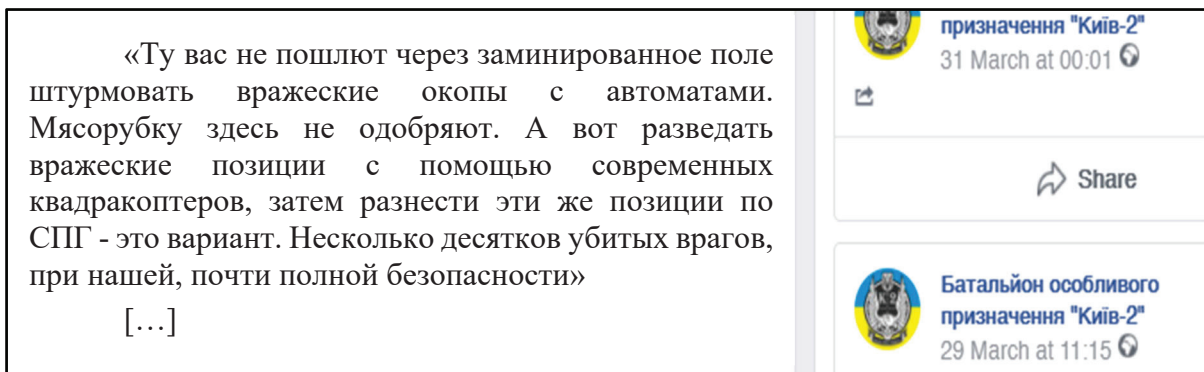 «Ту вас не пошлют через заминированное поле
штурмовать вражеские окопы с автоматами.
Мясорубку здесь не одобряют. А вот разведать
вражеские позиции с помощью современных
квадракоптеров, затем разнести эти же позиции по
СПГ - это вариант. Несколько десятков убитых врагов,
при нашей, почти полной безопасности»
[…]
призначення "Київ-2"
31 March at 00:01
Share
Батальйон особливого
призначення "Київ-2"
29 March at 11:15